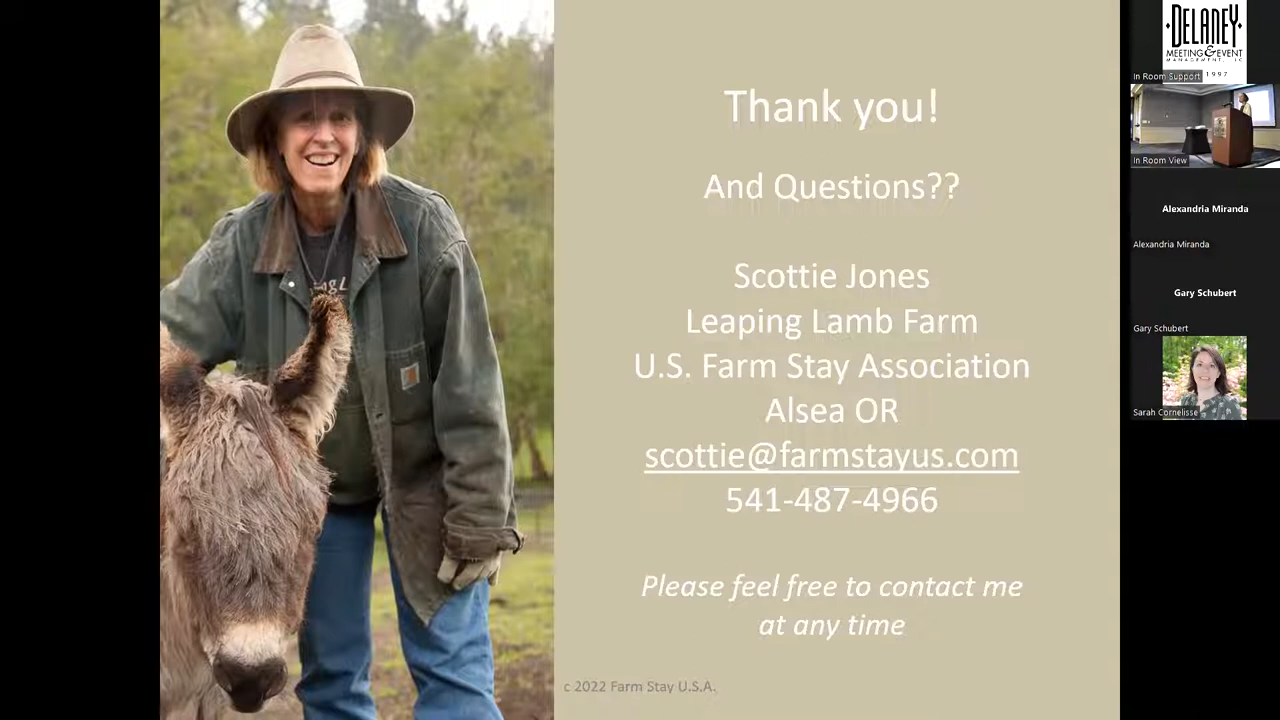 Thank you!
And Questions??
Scottie Jones
Leaping Lamb Farm
U.S. Farm Stay Association
Alsea OR
scottie@farmstayus.com
541-487-4966
Please feel free to contact me
at any time
c 2022 Farm Stay U.S.A.
DELANEY
MEETING & EVENT
1997
In Room Support
In Room View
Alexandria Miranda
Alexandria Miranda
Gary Schubert
Gary Schubert
Sarah Cornelisse